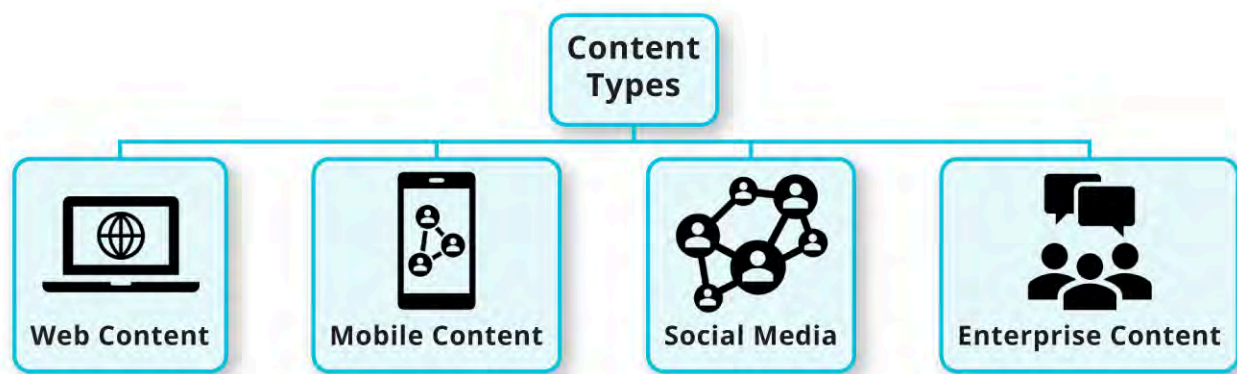 Content
Types
Web Content
Mobile Content
Social Media
Enterprise Content